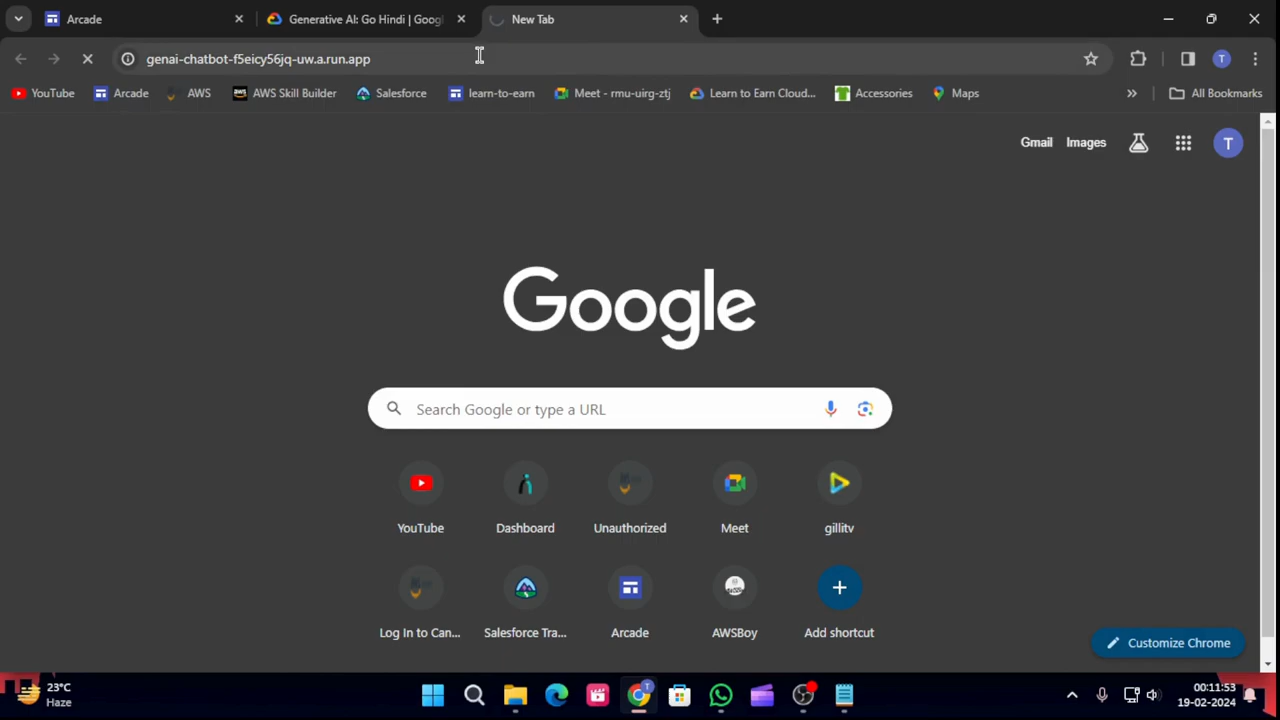 Arcade
Generative AI: Go Hindi | Goog
New Tab
genai-chatbot-f5eicy56jq-uw.a.run.app
YouTube Arcade AWS AWS Skill Builder Salesforce learn-to-earn Meet - rmu-uirg-ztj Learn to Earn Cloud... Accessories Maps » All Bookmarks
T
Gmail Images T
Google
Search Google or type a URL
YouTube Dashboard Unauthorized Meet gillitv
Log In to Can... Salesforce Tra... Arcade AWSBoy Add shortcut
Customize Chrome
23°C
Haze
00:11:53
19-02-2024